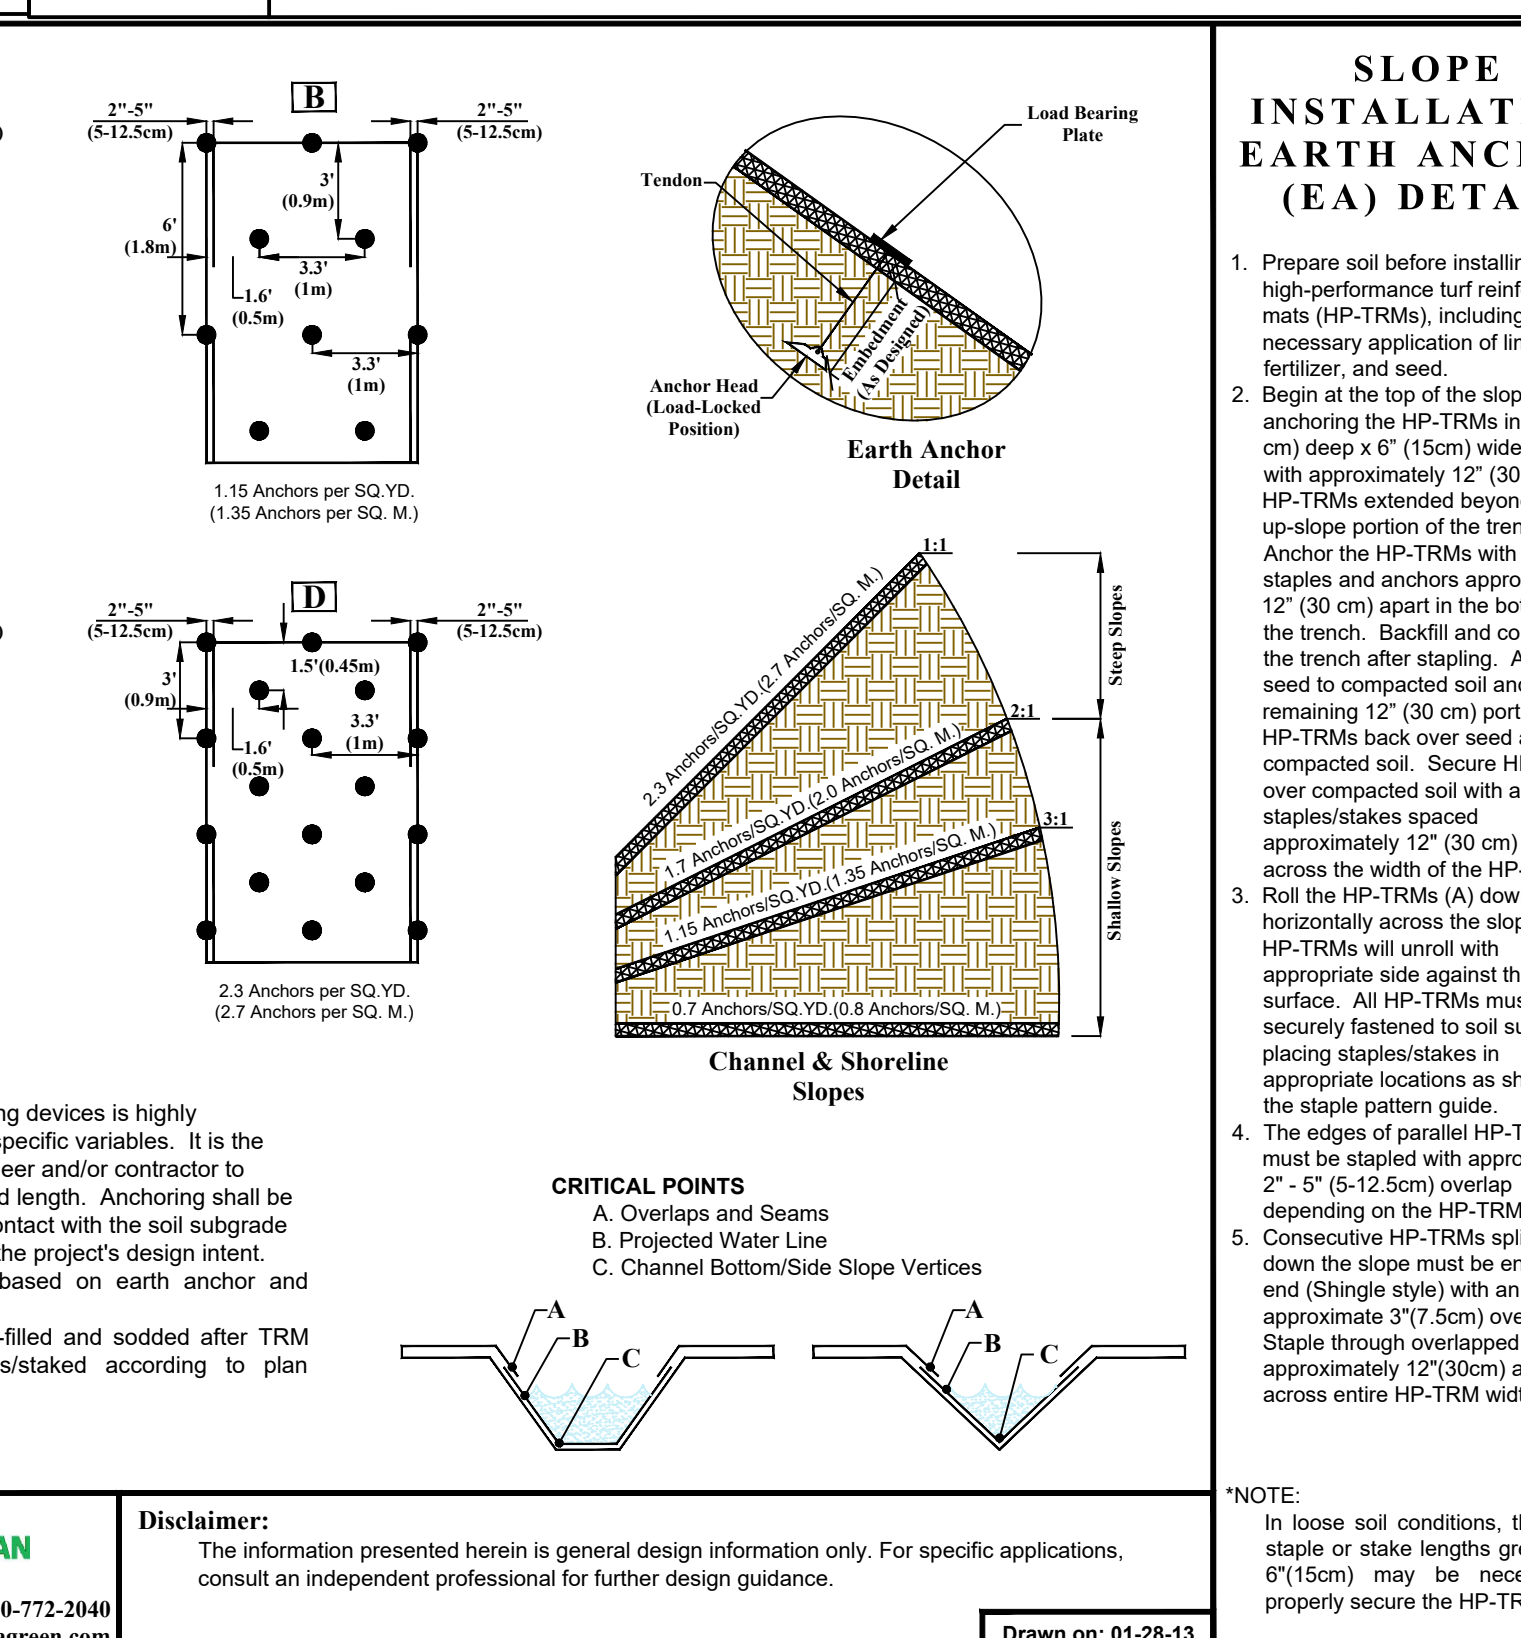 B
2"-5"
(5-12.5cm)
2"-5"
(5-12.5cm)
3'
(0.9m)
6'
(1.8m)
3.3'
(1m)
1.6'
(0.5m)
3.3'
(1m)
1.15 Anchors per SQ.YD.
(1.35 Anchors per SQ. M.)
D
2"-5"
(5-12.5cm)
2"-5"
(5-12.5cm)
1.5'(0.45m)
3'
(0.9m)
3.3'
(1m)
1.6'
(0.5m)
2.3 Anchors per SQ.YD.
(2.7 Anchors per SQ. M.)
Load Bearing
Plate
Tendon
Embedment
(As Designed)
Anchor Head
(Load-Locked
Position)
Earth Anchor
Detail
1:1
2.3 Anchors/SQ.YD.(2.7 Anchors/SQ. M.)
Steep Slopes
2:1
1.7 Anchors/SQ.YD.(2.0 Anchors/SQ. M.)
3:1
1.15 Anchors/SQ.YD.(1.35 Anchors/SQ. M.)
Shallow Slopes
0.7 Anchors/SQ.YD.(0.8 Anchors/SQ. M.)
Channel & Shoreline
Slopes
ng devices is highly
specific variables.  It is the
eer and/or contractor to
d length.  Anchoring shall be
ontact with the soil subgrade
the project's design intent.
based on earth anchor and
-filled and sodded after TRM
s/staked according to plan
CRITICAL POINTS
A. Overlaps and Seams
B. Projected Water Line
C. Channel Bottom/Side Slope Vertices
A
B
C
A
B
C
SLOPE
INSTALLATI
EARTH ANC
(EA) DETA
1. Prepare soil before installin
high-performance turf reinf
mats (HP-TRMs), including
necessary application of lim
fertilizer, and seed.
2. Begin at the top of the slop
anchoring the HP-TRMs in
cm) deep x 6” (15cm) wide
with approximately 12” (30
HP-TRMs extended beyon
up-slope portion of the tren
Anchor the HP-TRMs with
staples and anchors appro
12” (30 cm) apart in the bot
the trench.  Backfill and co
the trench after stapling.  A
seed to compacted soil and
remaining 12” (30 cm) port
HP-TRMs back over seed a
compacted soil.  Secure H
over compacted soil with a
staples/stakes spaced
approximately 12" (30 cm)
across the width of the HP-
3. Roll the HP-TRMs (A) dow
horizontally across the slop
HP-TRMs will unroll with
appropriate side against th
surface.  All HP-TRMs mus
securely fastened to soil su
placing staples/stakes in
appropriate locations as sh
the staple pattern guide.
4. The edges of parallel HP-T
must be stapled with appro
2" - 5" (5-12.5cm) overlap
depending on the HP-TRM
5. Consecutive HP-TRMs spli
down the slope must be en
end (Shingle style) with an
approximate 3"(7.5cm) ove
Staple through overlapped
approximately 12"(30cm) a
across entire HP-TRM widt
*NOTE:
In loose soil conditions, t
staple or stake lengths gre
6"(15cm) may be nece
properly secure the HP-TR
AN
0-772-2040
agreen.com
Disclaimer:
The information presented herein is general design information only. For specific applications,
consult an independent professional for further design guidance.
Drawn on: 01-28-13